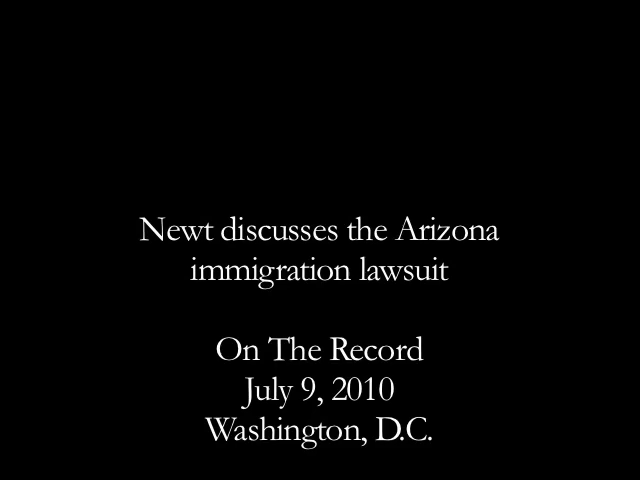 Newt discusses the Arizona
immigration lawsuit
On The Record
July 9, 2010
Washington, D.C.